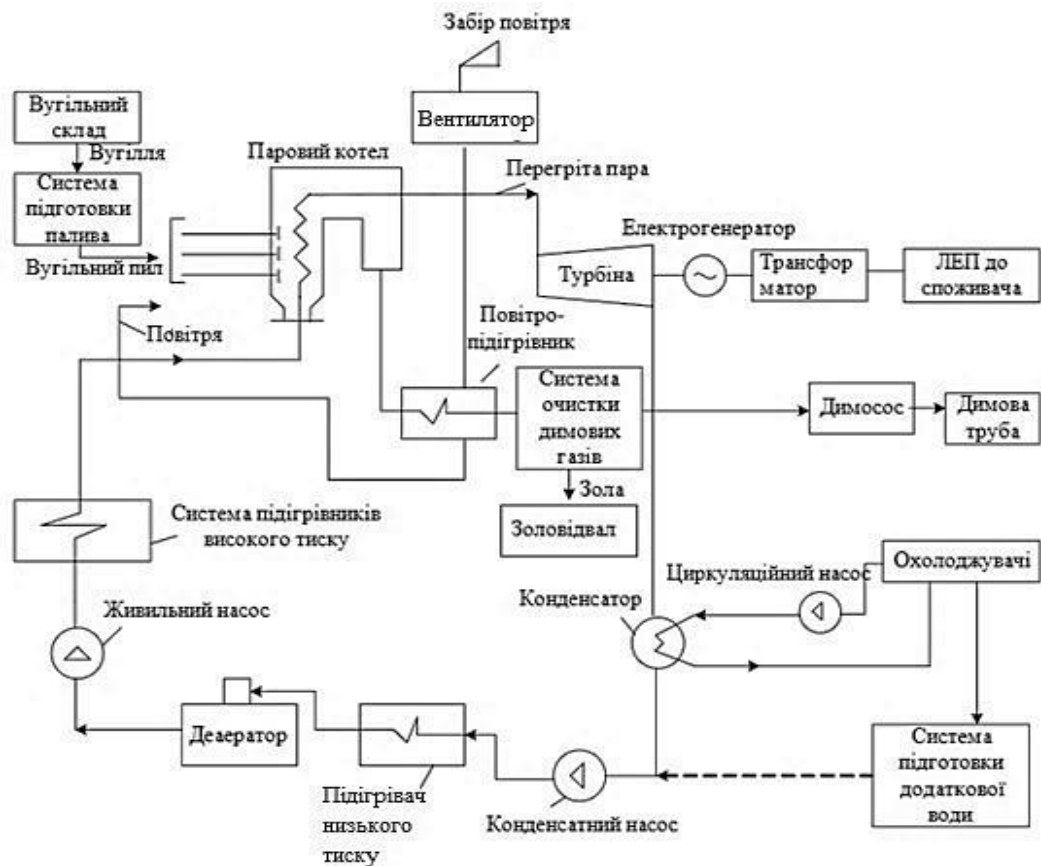 Забір повітря
Вугільний
склад
Вентилятор
Вугілля
Паровий котел
Система
підготовки
палива
Перегріта пара
Електрогенератор
Вугільний пил
Турбіна
Трансфор
матор
ЛЕП до
споживача
Повітря
Повітро-
підігрівник
Система
очистки
димових
газів
Димосос
Димова
труба
Зола
Золовідвал
Система підігрівників
високого тиску
Циркуляційний насос
Охолоджувачі
Конденсатор
Живильний насос
Деаератор
Система
підготовки
додаткової
води
Підігрівач
низького
тиску
Конденсатний насос